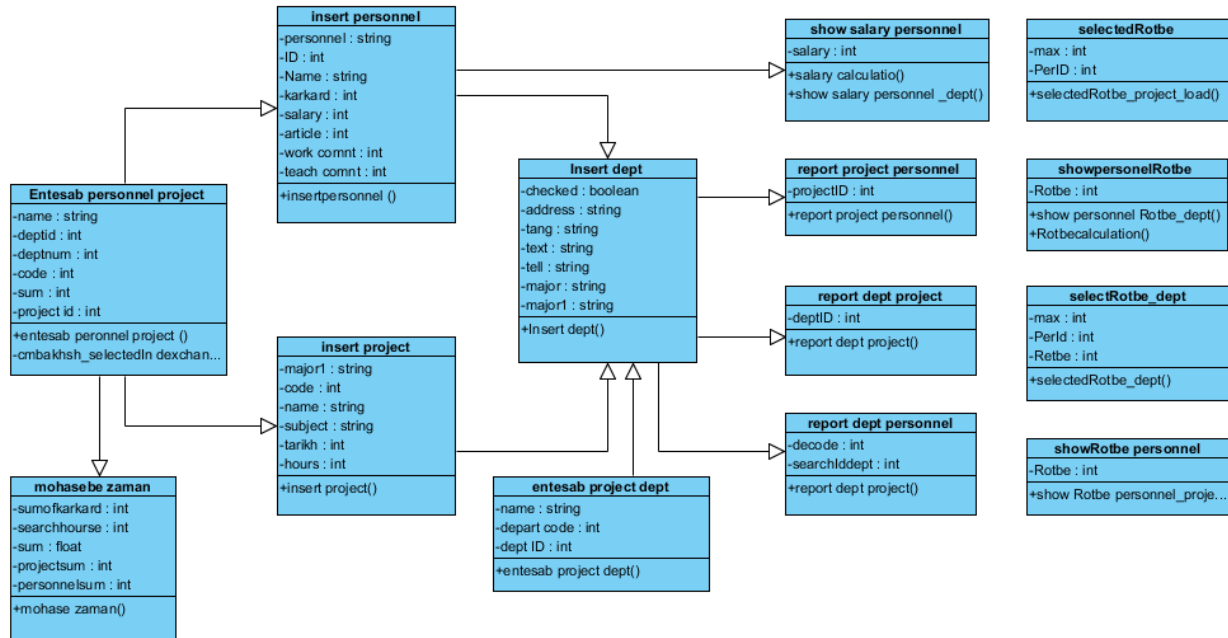 insert personnel
-personnel : string
-ID : int
-Name : string
-karkard : int
-salary : int
-article : int
-work comnt : int
-teach comnt : int
+insertpersonnel ()
show salary personnel
-salary : int
+salary calculatio()
+show salary personnel _dept()
selectedRotbe
-max : int
-PerID : int
+selectedRotbe_project_load()
Entesab personnel project
-name : string
-deptid : int
-deptnum : int
-code : int
-sum : int
-project id : int
+entesab peronnel project ()
-cmbakhsh_selectedIn dexchan...
Insert dept
-checked : boolean
-address : string
-tang : string
-text : string
-tell : string
-major : string
-major1 : string
+Insert dept()
report project personnel
-projectID : int
+report project personnel()
showpersonelRotbe
-Rotbe : int
+show personnel Rotbe_dept()
+Rotbecalculation()
report dept project
-deptID : int
+report dept project()
selectRotbe_dept
-max : int
-PerId : int
-Retbe : int
+selectedRotbe_dept()
insert project
-major1 : string
-code : int
-name : string
-subject : string
-tarikh : int
-hours : int
+insert project()
report dept personnel
-decode : int
-searchIddept : int
+report dept project()
showRotbe personnel
-Rotbe : int
+show Rotbe personnel_proje...
mohasebe zaman
-sumofkarkard : int
-searchhourse : int
-sum : float
-projectsum : int
-personnelsum : int
+mohase zaman()
entesab project dept
-name : string
-depart code : int
-dept ID : int
+entesab project dept()